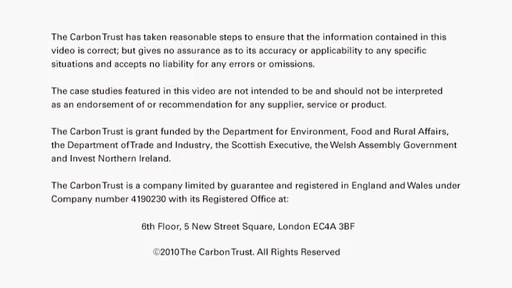 The Carbon Trust has taken reasonable steps to ensure that the information contained in this
video is correct; but gives no assurance as to its accuracy or applicability to any specific
situations and accepts no liability for any errors or omissions.
The case studies featured in this video are not intended to be and should not be interpreted
as an endorsement of or recommendation for any supplier, service or product.
The Carbon Trust is grant funded by the Department for Environment, Food and Rural Affairs,
the Department of Trade and Industry, the Scottish Executive, the Welsh Assembly Government
and Invest Northern Ireland.
The Carbon Trust is a company limited by guarantee and registered in England and Wales under
Company number 4190230 with its Registered Office at:
6th Floor, 5 New Street Square, London EC4A 3BF
©2010 The Carbon Trust. All Rights Reserved